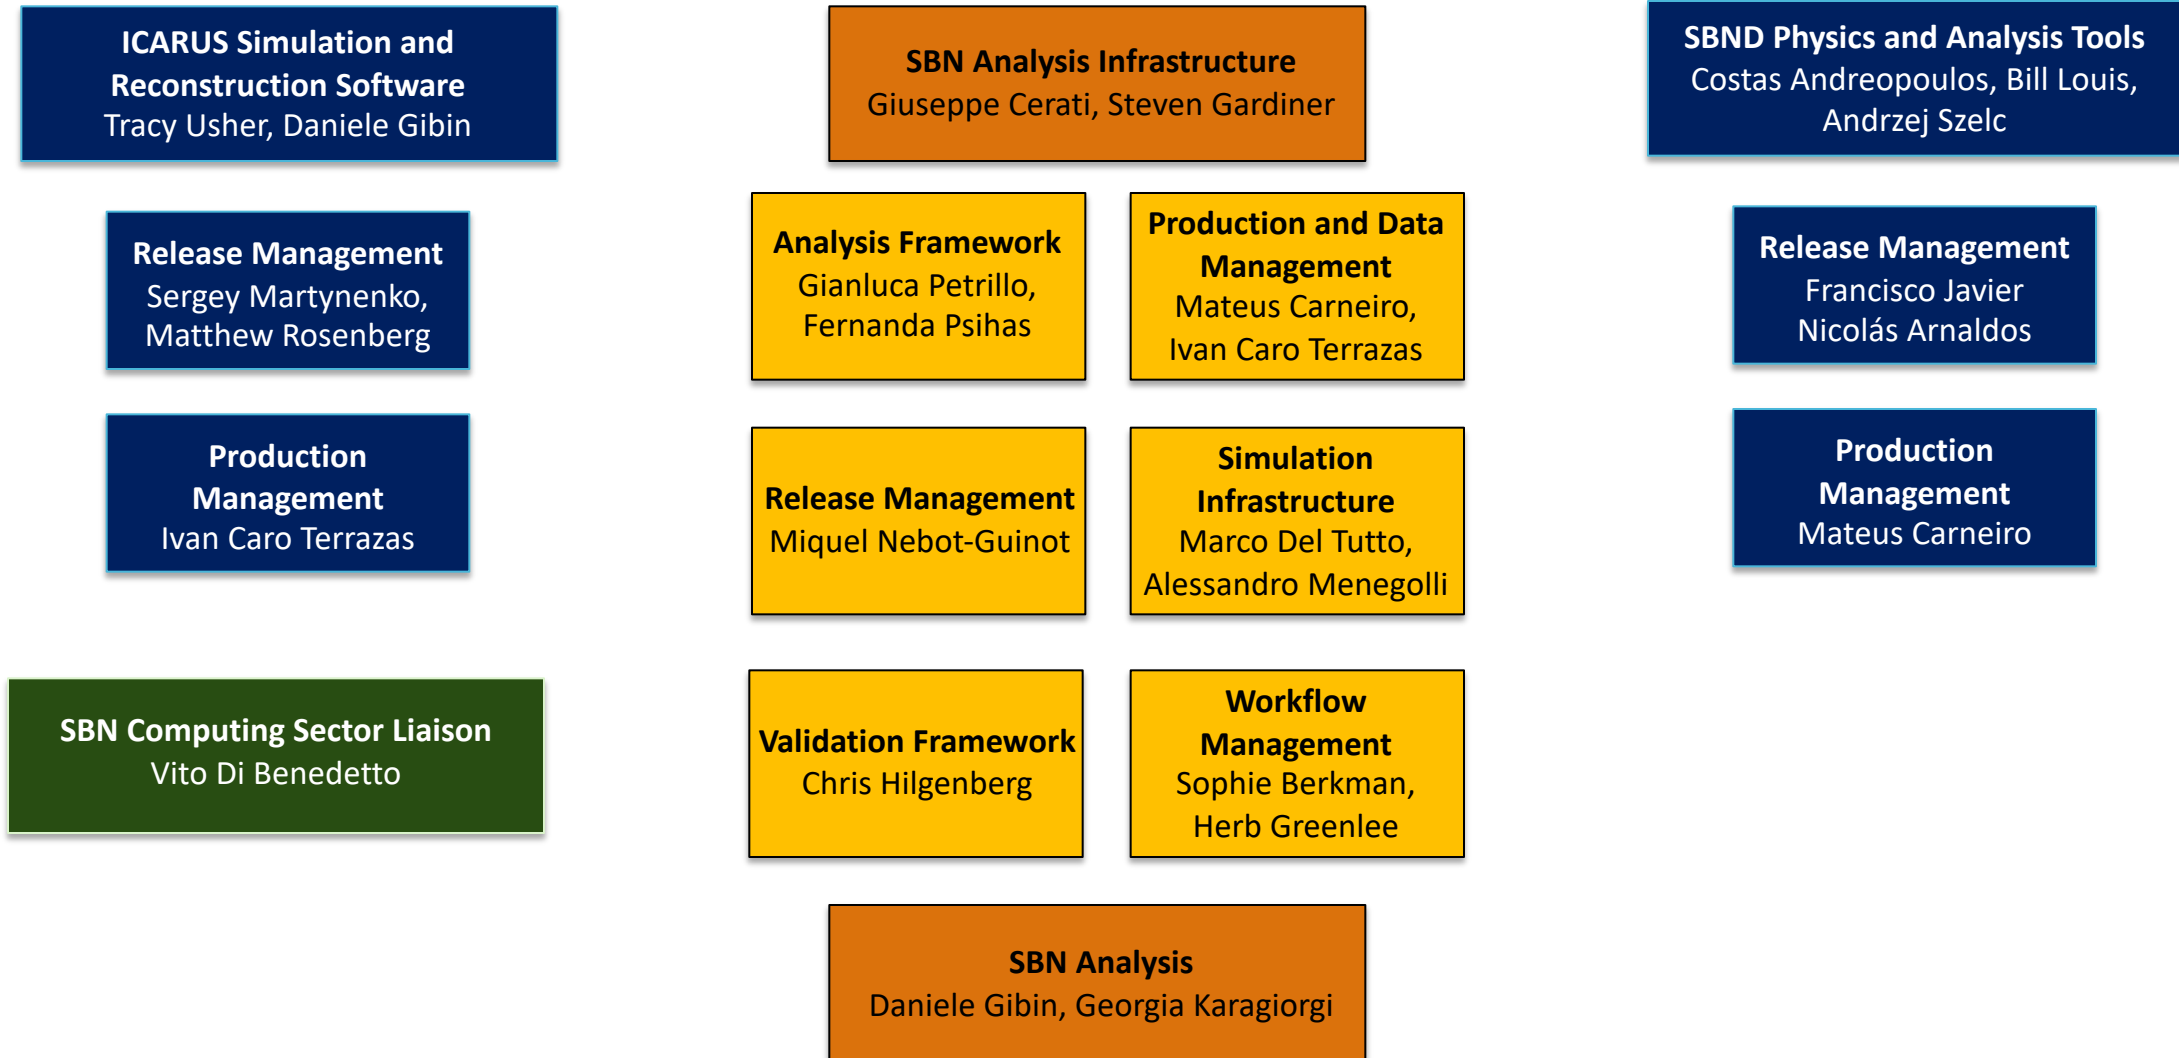 ICARUS Simulation and
Reconstruction Software
Tracy Usher, Daniele Gibin
Release Management
Sergey Martynenko,
Matthew Rosenberg
Production
Management
Ivan Caro Terrazas
SBN Computing Sector Liaison
Vito Di Benedetto
SBN Analysis Infrastructure
Giuseppe Cerati, Steven Gardiner
Analysis Framework
Gianluca Petrillo,
Fernanda Psihas
Production and Data
Management
Mateus Carneiro,
Ivan Caro Terrazas
Release Management
Miquel Nebot-Guinot
Simulation
Infrastructure
Marco Del Tutto,
Alessandro Menegolli
Validation Framework
Chris Hilgenberg
Workflow
Management
Sophie Berkman,
Herb Greenlee
SBN Analysis
Daniele Gibin, Georgia Karagiorgi
SBND Physics and Analysis Tools
Costas Andreopoulos, Bill Louis,
Andrzej Szelc
Release Management
Francisco Javier
Nicolás Arnaldos
Production
Management
Mateus Carneiro